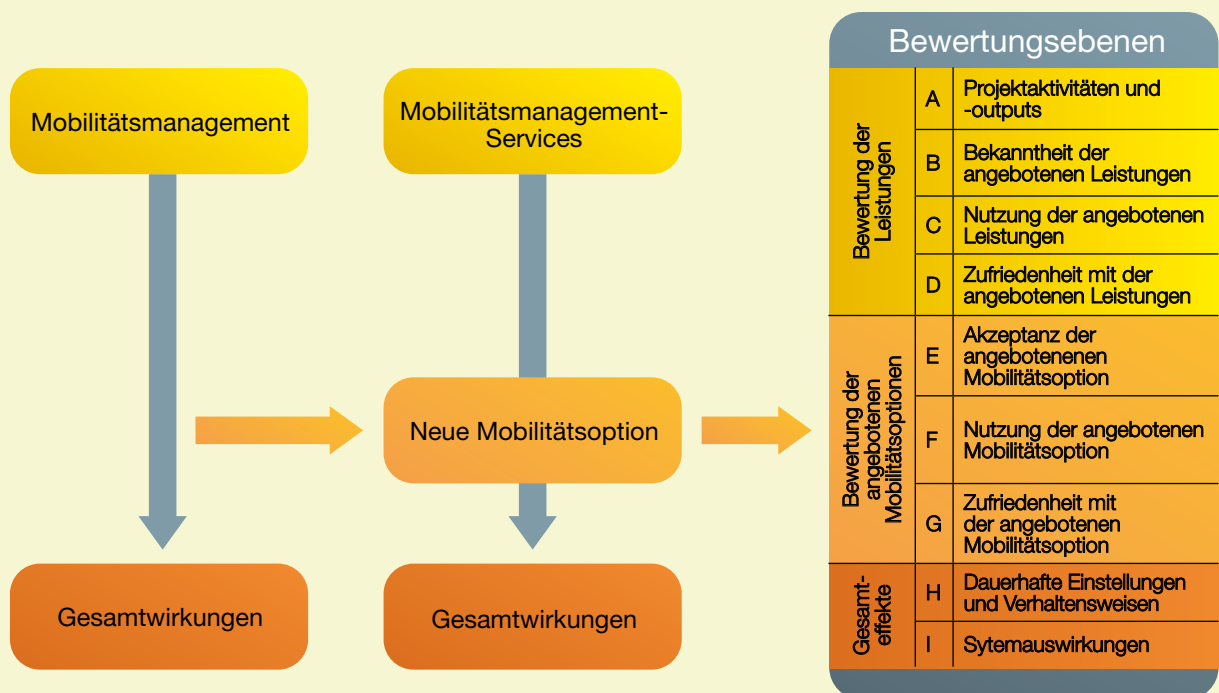 Mobilitätsmanagement
Gesamtwirkungen
Mobilitätsmanagement-
Services
Neue Mobilitätsoption
Gesamtwirkungen
Bewertungsebenen
Bewertung der
Leistungen
A
Projektaktivitäten und
-outputs
B
Bekanntheit der
angebotenen Leistungen
C
Nutzung der angebotenen
Leistungen
D
Zufriedenheit mit der
angebotenen Leistungen
Bewertung der
angebotenen
Mobilitätsoptionen
E
Akzeptanz der
angebotenenen
Mobilitätsoption
F
Nutzung der angebotenen
Mobilitätsoption
G
Zufriedenheit mit
der angebotenen
Mobilitätsoption
Gesamt-
effekte
H
Dauerhafte Einstellungen
und Verhaltensweisen
I
Sytemauswirkungen